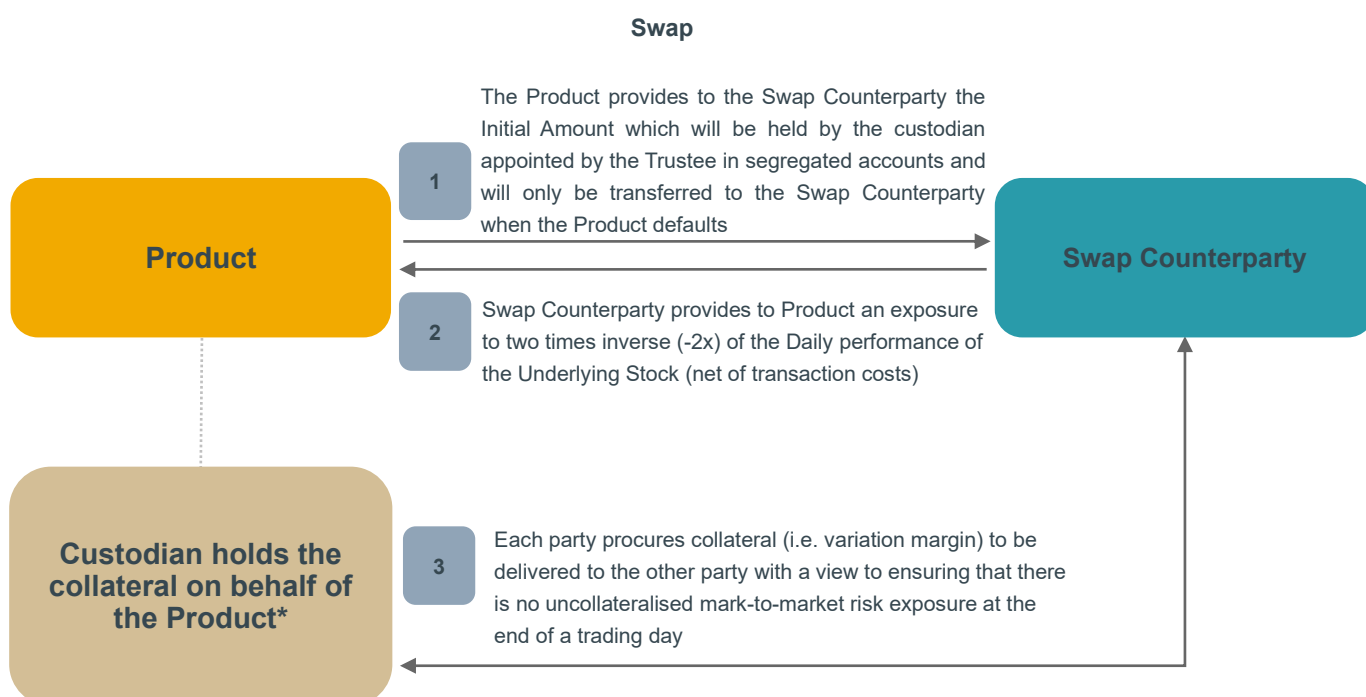 Swap
The Product provides to the Swap Counterparty the
Initial Amount which will be held by the custodian
appointed by the Trustee in segregated accounts and
will only be transferred to the Swap Counterparty
when the Product defaults
1
Product
Swap Counterparty
2
Swap Counterparty provides to Product an exposure
to two times inverse (-2x) of the Daily performance of
the Underlying Stock (net of transaction costs)
Custodian holds the
collateral on behalf of
the Product*
3
Each party procures collateral (i.e. variation margin) to be
delivered to the other party with a view to ensuring that there
is no uncollateralised mark-to-market risk exposure at the
end of a trading day